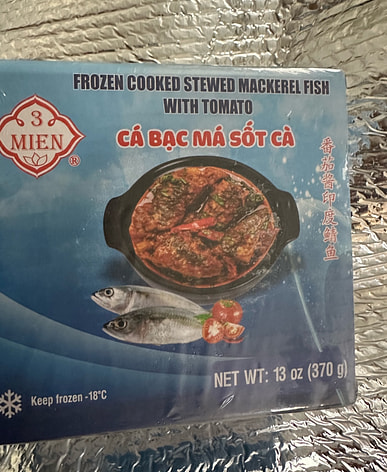 FROZEN COOKED STEWED MACKEREL FISH
WITH TOMATO
3
MIEN
®
CÁ BẠC MÁ SỐT CÀ
番茄酱印度鲭鱼
NET WT: 13 oz (370 g)
Keep frozen -18°C